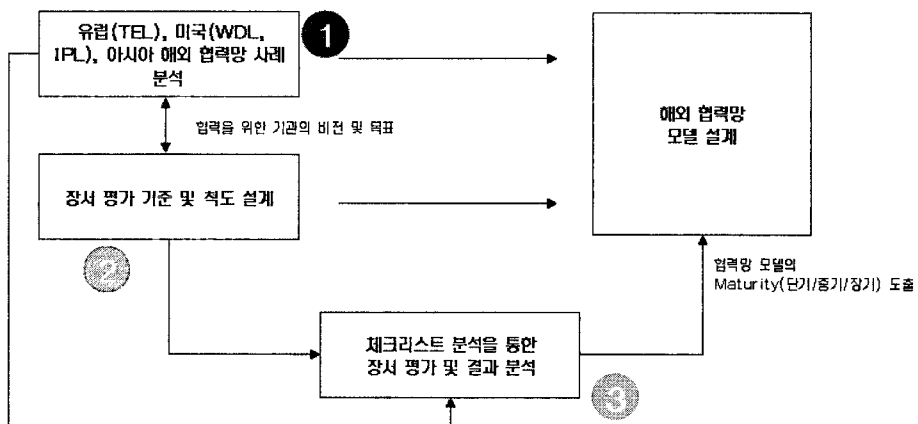 유럽(TEL), 미국(WDL,
IPL), 아시아 해외 협력망 사례
분석
1
해외 협력망
모델 설계
협력을 위한 기관의 비전 및 목표
장서 평가 기준 및 척도 설계
2
협력망 모델의
Maturity(단기/중기/장기) 도출
체크리스트 분석을 통한
장서 평가 및 결과 분석
3